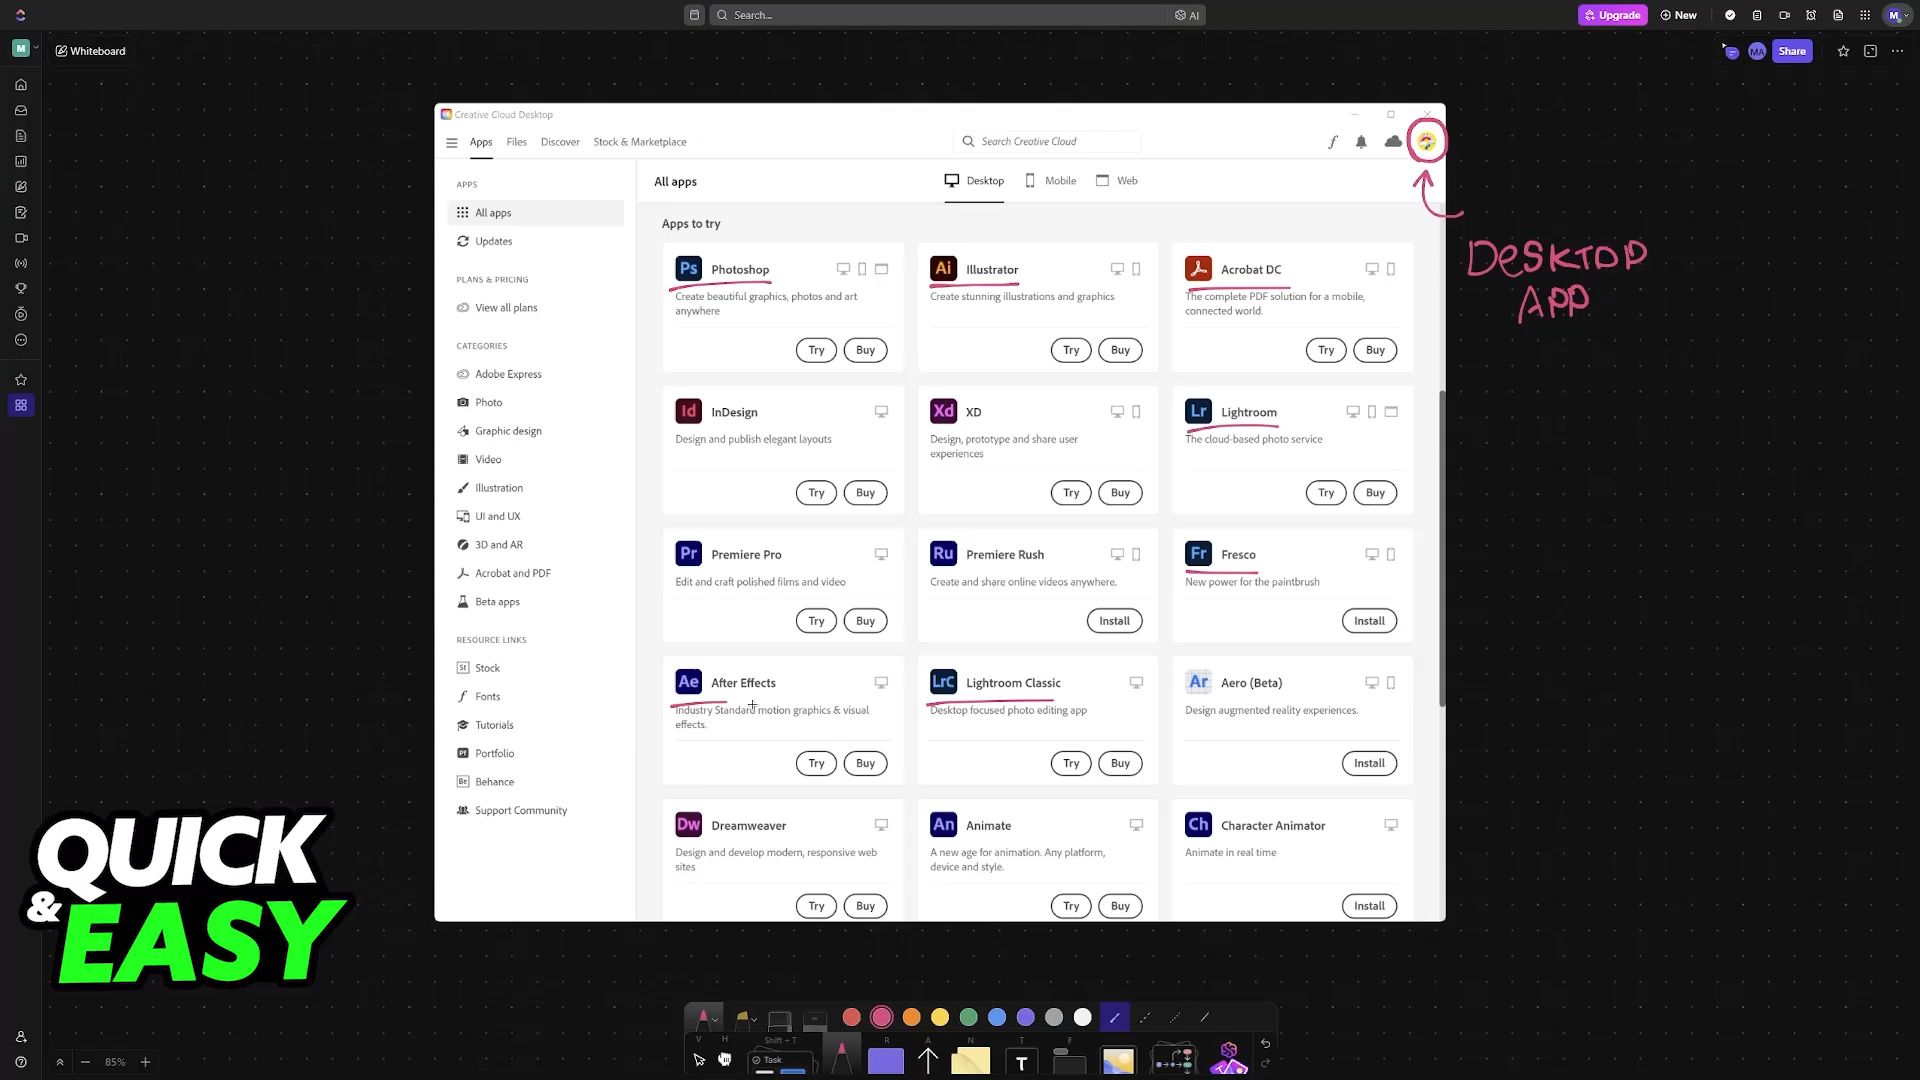 Search...
AI
Upgrade
New
M
M
Whiteboard
MA
Share
Creative Cloud Desktop
Apps
Files
Discover
Stock & Marketplace
Search Creative Cloud
APPS
All apps
Updates
PLANS & PRICING
View all plans
CATEGORIES
Adobe Express
Photo
Graphic design
Video
Illustration
UI and UX
3D and AR
Acrobat and PDF
Beta apps
RESOURCE LINKS
St Stock
Fonts
Tutorials
Pf Portfolio
Be Behance
Support Community
All apps
Desktop
Mobile
Web
Apps to try
Ps Photoshop
Create beautiful graphics, photos and art
anywhere
Try Buy
Ai Illustrator
Create stunning illustrations and graphics
Try Buy
Acrobat DC
The complete PDF solution for a mobile,
connected world.
Try Buy
Id InDesign
Design and publish elegant layouts
Try Buy
Xd XD
Design, prototype and share user
experiences
Try Buy
Lr Lightroom
The cloud-based photo service
Try Buy
Pr Premiere Pro
Edit and craft polished films and video
Try Buy
Ru Premiere Rush
Create and share online videos anywhere.
Install
Fr Fresco
New power for the paintbrush
Install
Ae After Effects
Industry Standard motion graphics & visual
effects.
Try Buy
LrC Lightroom Classic
Desktop focused photo editing app
Try Buy
Ar Aero (Beta)
Design augmented reality experiences.
Install
Dw Dreamweaver
Design and develop modern, responsive web
sites
Try Buy
An Animate
A new age for animation. Any platform,
device and style.
Try Buy
Ch Character Animator
Animate in real time
Install
DESKTOP
APP
QUICK
& EASY
85%
V H Shift + T R A N T F
Task
T